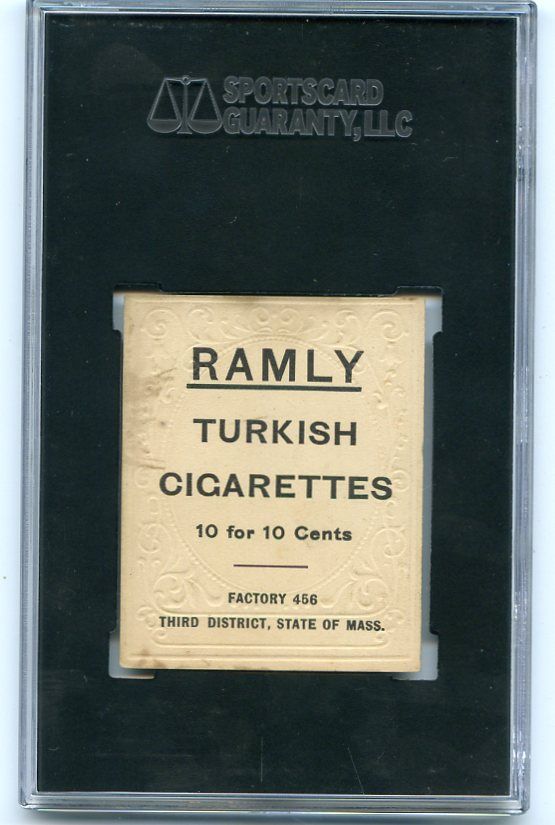 SPORTSCARD
GUARANTY, LLC
RAMLY
TURKISH
CIGARETTES
10 for 10 Cents
FACTORY 456
THIRD DISTRICT, STATE OF MASS.